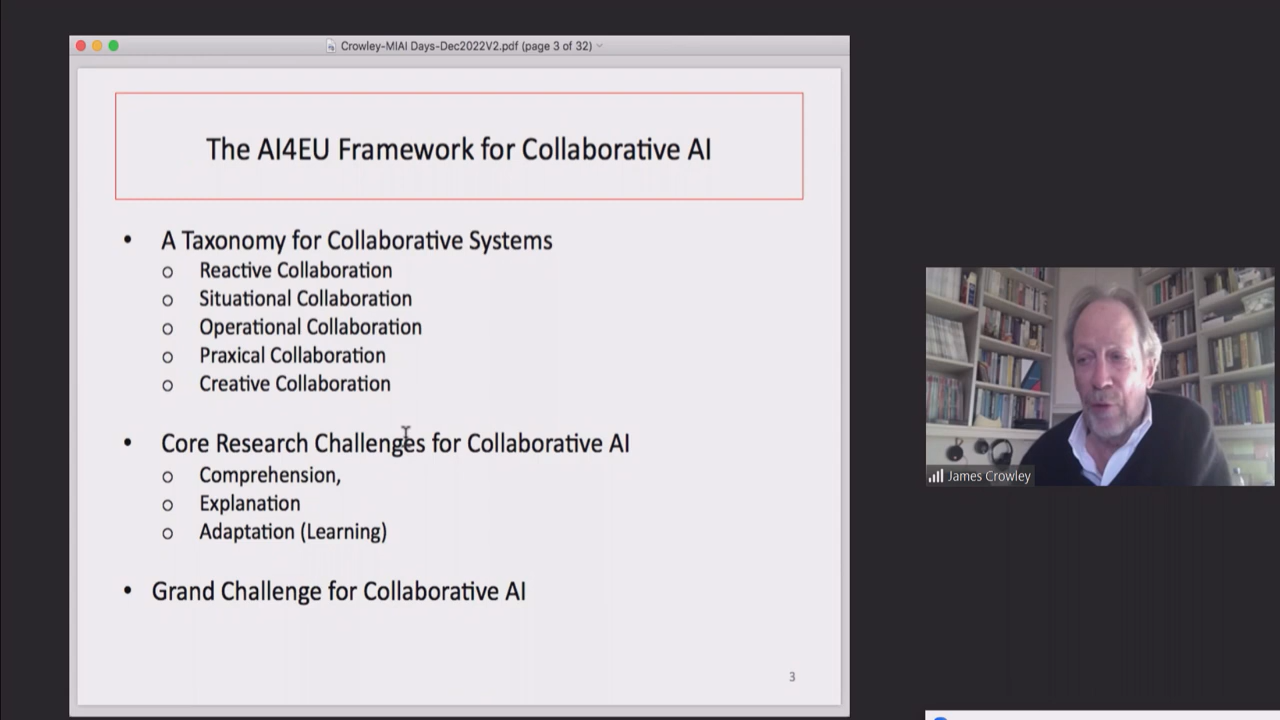 Crowley-MIAI Days-Dec2022V2.pdf (page 3 of 32)
The AI4EU Framework for Collaborative AI
• A Taxonomy for Collaborative Systems
o Reactive Collaboration
o Situational Collaboration
o Operational Collaboration
o Praxical Collaboration
o Creative Collaboration
• Core Research Challenges for Collaborative AI
o Comprehension,
o Explanation
o Adaptation (Learning)
• Grand Challenge for Collaborative AI
3
James Crowley